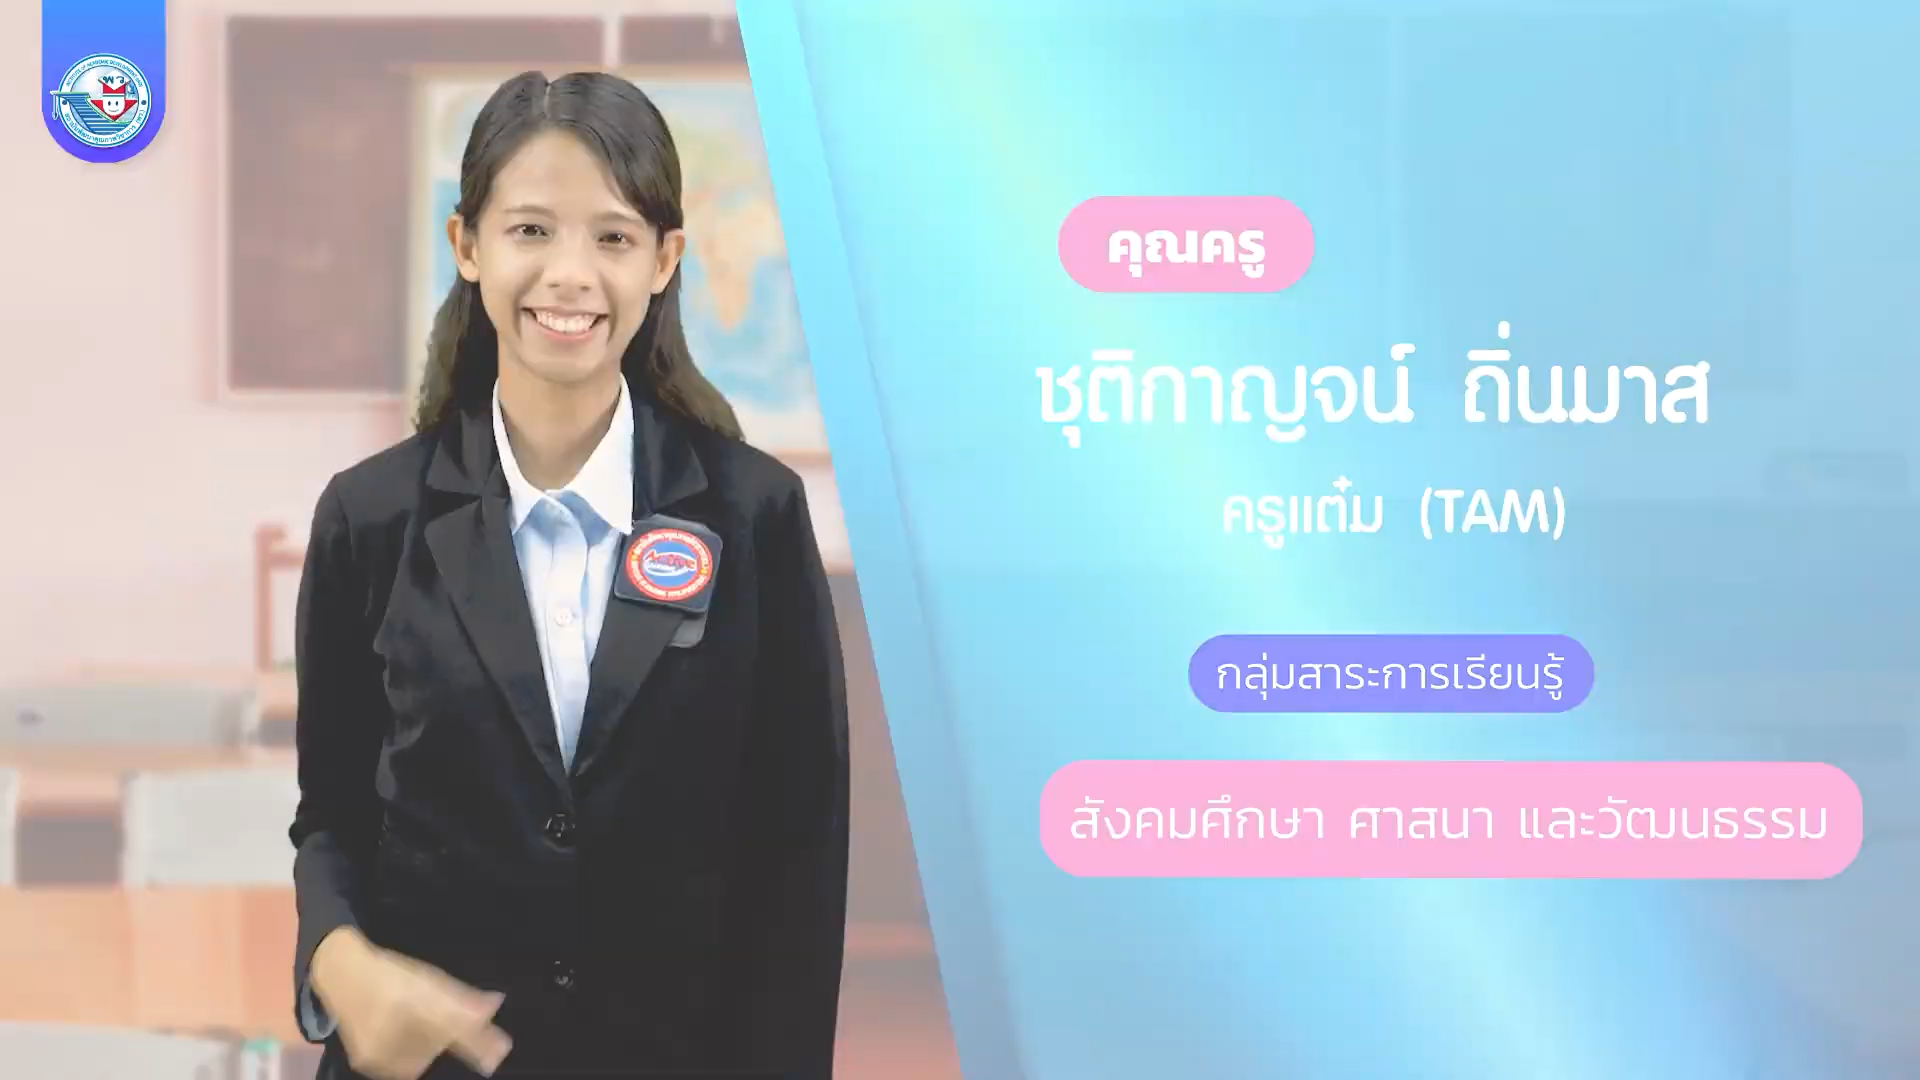 พว
Active
คุณครู
ชุติกาญจน์ ถิ่นมาส
ครูแต๋ม (TAM)
กลุ่มสาระการเรียนรู้
สังคมศึกษา ศาสนา และวัฒนธรรม